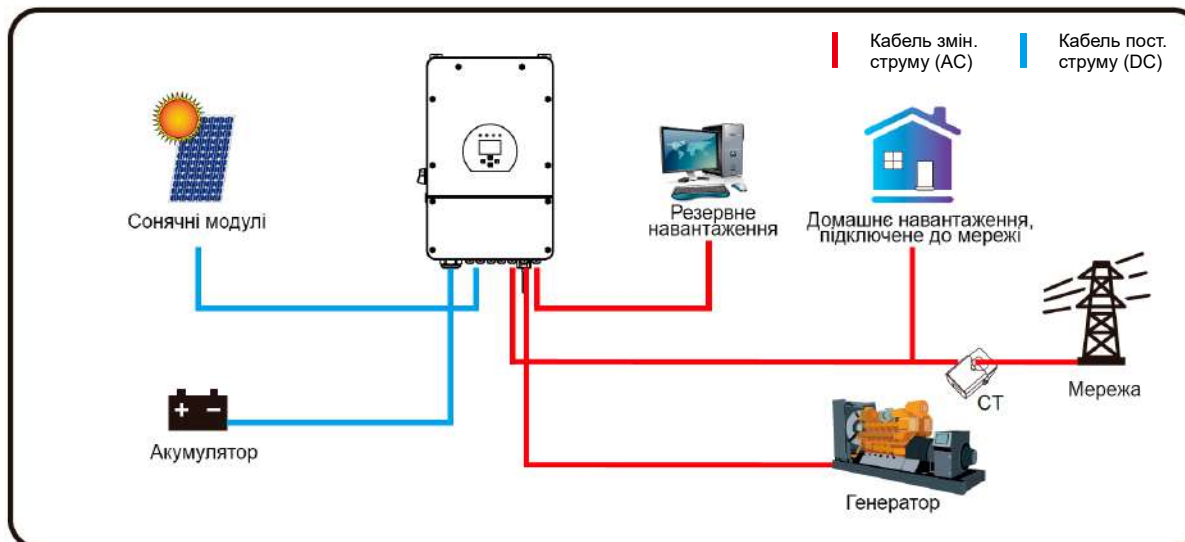 Кабель змін.
струму (AC)
Кабель пост.
струму (DC)
Сонячні модулі
Резервне
навантаження
Домашнє навантаження,
підключене до мережі
Мережа
СТ
Акумулятор
Генератор